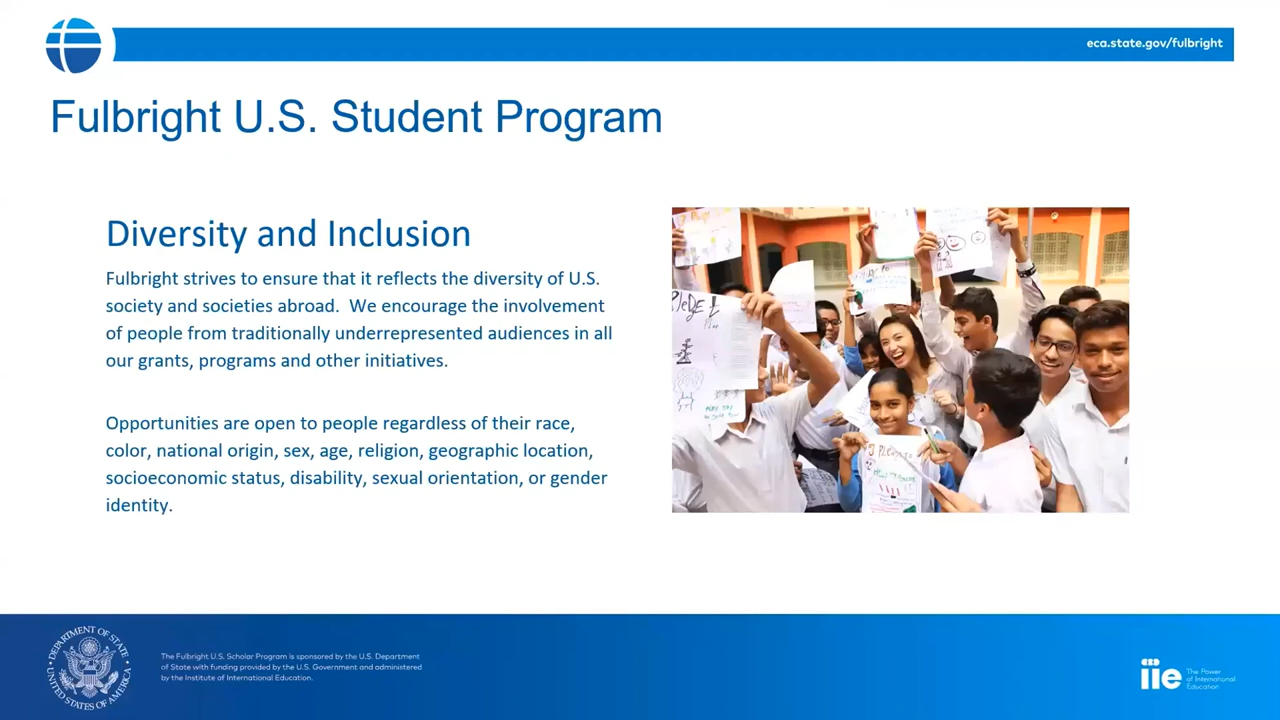 eca.state.gov/fulbright
Fulbright U.S. Student Program
Diversity and Inclusion
Fulbright strives to ensure that it reflects the diversity of U.S.
society and societies abroad.  We encourage the involvement
of people from traditionally underrepresented audiences in all
our grants, programs and other initiatives.
Opportunities are open to people regardless of their race,
color, national origin, sex, age, religion, geographic location,
socioeconomic status, disability, sexual orientation, or gender
identity.
DEPARTMENT OF STATE
UNITED STATES OF AMERICA
The Fulbright U.S. Scholar Program is sponsored by the U.S. Department
of State with funding provided by the U.S. Government and administered
by the Institute of International Education.
iie
The Power
of International
Education